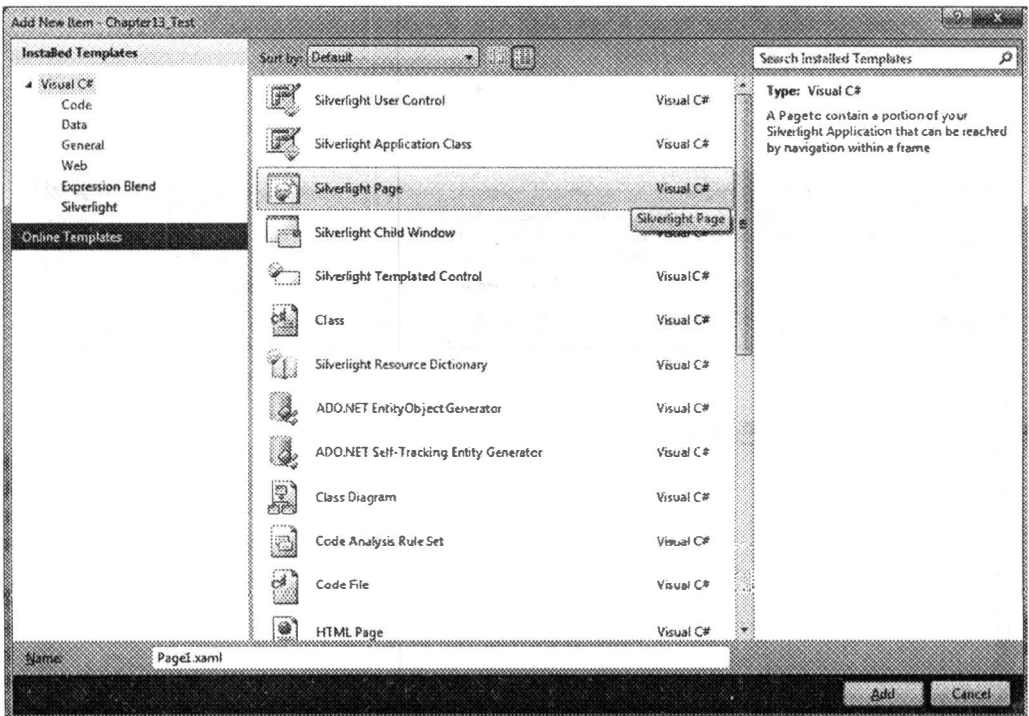 Add New Item - Chapter13_Test
Installed Templates
Visual C#
Code
Data
General
Web
Expression Blend
Silverlight
Online Templates
Sort by: Default
Silverlight User Control Visual C#
Silverlight Application Class Visual C#
Silverlight Page Visual C#
Silverlight Page
Silverlight Child Window Visual C#
Silverlight Templated Control Visual C#
Class Visual C#
Silverlight Resource Dictionary Visual C#
ADO.NET EntityObject Generator Visual C#
ADO.NET Self-Tracking Entity Generator Visual C#
Class Diagram Visual C#
Code Analysis Rule Set Visual C#
Code File Visual C#
HTML Page Visual C#
Search Installed Templates
Type: Visual C#
A Page to contain a portion of your
Silverlight Application that can be reached
by navigation within a frame
Name: Page1.xaml
Add Cancel